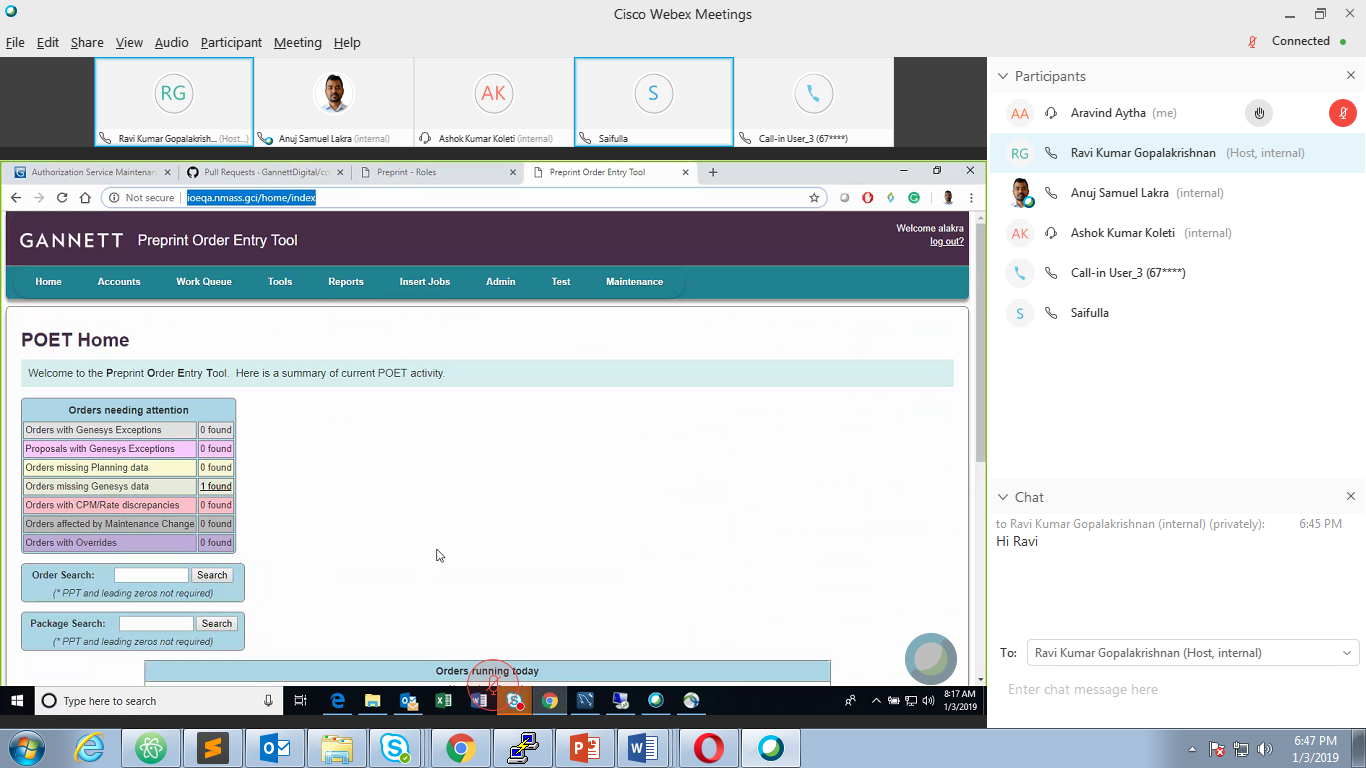 Cisco Webex Meetings
File Edit Share View Audio Participant Meeting Help
Connected
RG
AK
S
Ravi Kumar Gopalakrish... (Host...)
Anuj Samuel Lakra (internal)
Ashok Kumar Koleti (internal)
Saifulla
Call-in User_3 (67****)
Authorization Service Maintenan
Pull Requests - GannettDigital/co
Preprint - Roles
Preprint Order Entry Tool
Not secure ioeqa.nmass.gci/home/index
GANNETT Preprint Order Entry Tool
Welcome alakra
log out?
Home Accounts Work Queue Tools Reports Insert Jobs Admin Test Maintenance
POET Home
Welcome to the Preprint Order Entry Tool. Here is a summary of current POET activity.
Orders needing attention
Orders with Genesys Exceptions 0 found
Proposals with Genesys Exceptions 0 found
Orders missing Planning data 0 found
Orders missing Genesys data 1 found
Orders with CPM/Rate discrepancies 0 found
Orders affected by Maintenance Change 0 found
Orders with Overrides 0 found
Order Search: Search
(* PPT and leading zeros not required)
Package Search: Search
(* PPT and leading zeros not required)
Orders running today
Type here to search
8:17 AM
1/3/2019
Participants
AA Aravind Aytha (me)
RG Ravi Kumar Gopalakrishnan (Host, internal)
Anuj Samuel Lakra (internal)
AK Ashok Kumar Koleti (internal)
Call-in User_3 (67****)
S Saifulla
Chat
to Ravi Kumar Gopalakrishnan (internal) (privately): 6:45 PM
Hi Ravi
To: Ravi Kumar Gopalakrishnan (Host, internal)
Enter chat message here
6:47 PM
1/3/2019